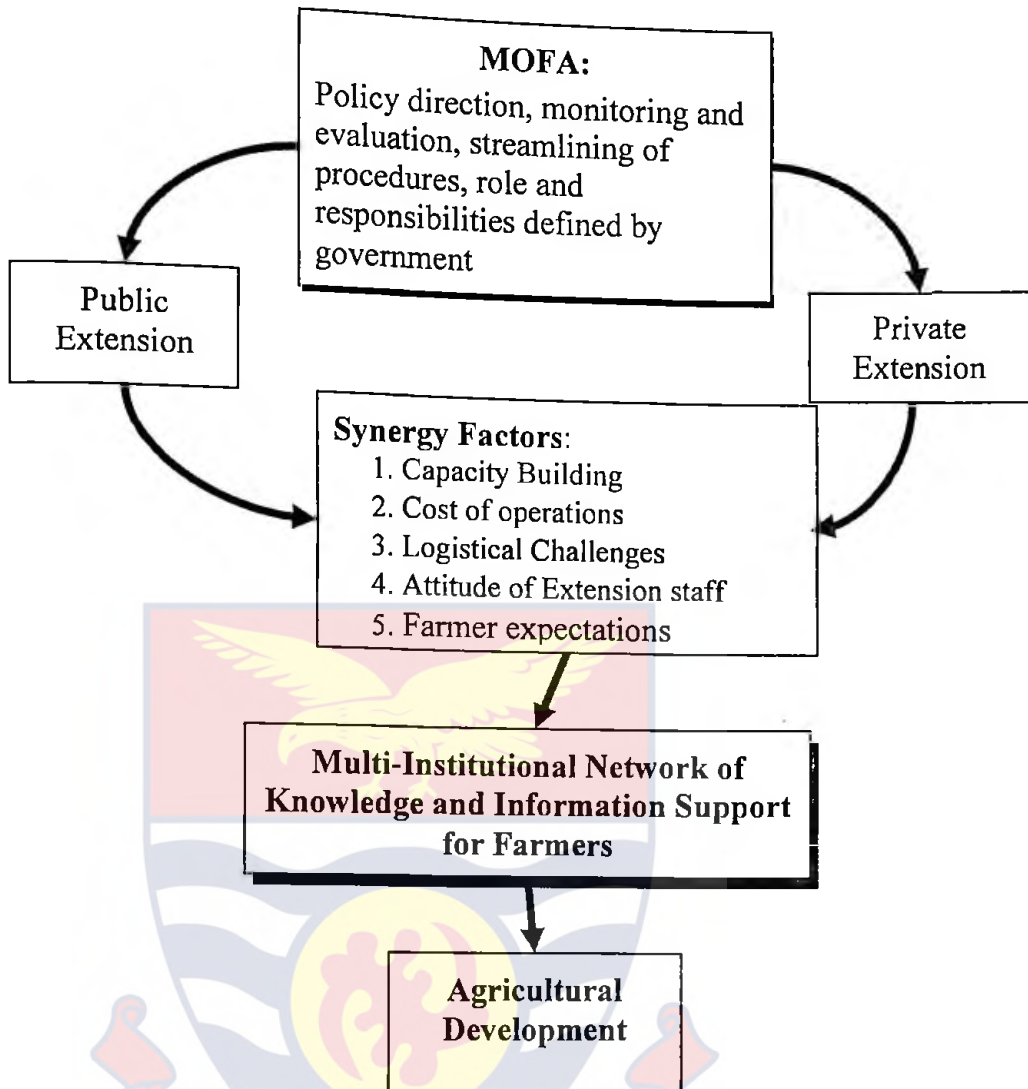 MOFA:
Policy direction, monitoring and
evaluation, streamlining of
procedures, role and
responsibilities defined by
government
Public
Extension
Private
Extension
Synergy Factors:
1. Capacity Building
2. Cost of operations
3. Logistical Challenges
4. Attitude of Extension staff
5. Farmer expectations
Multi-Institutional Network of
Knowledge and Information Support
for Farmers
Agricultural
Development